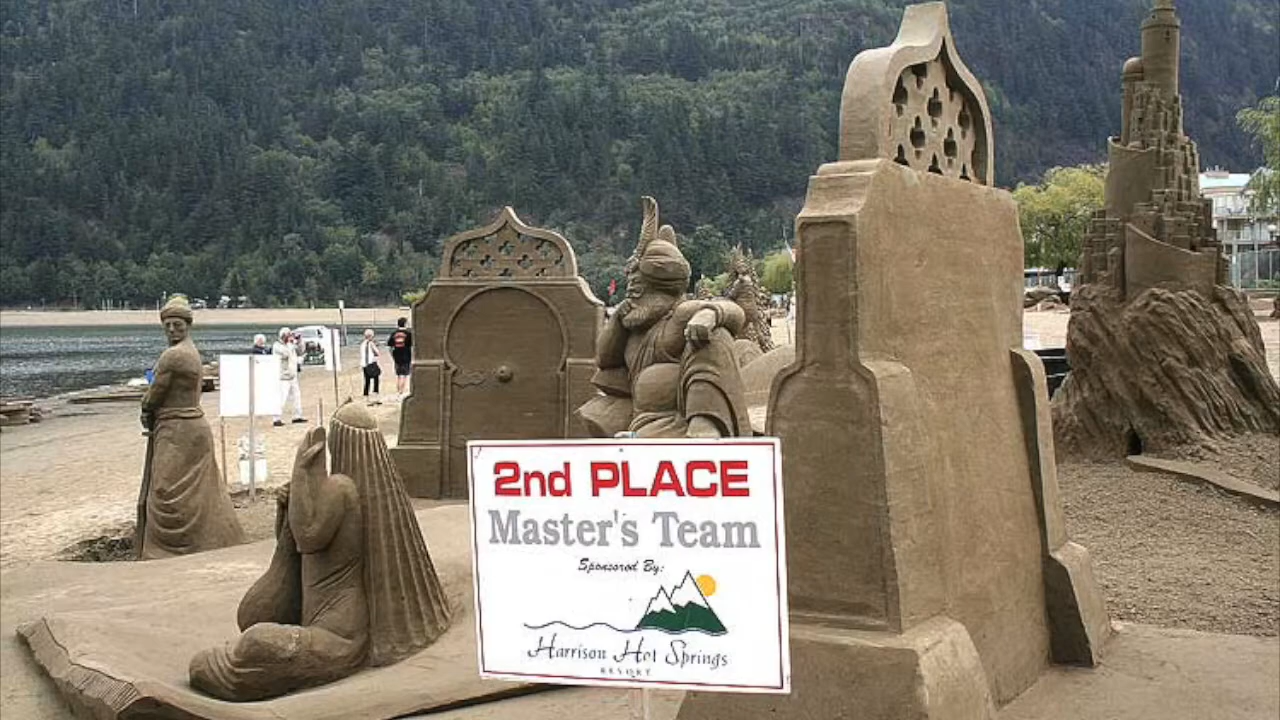 2nd PLACE
Master's Team
Sponsored By:
Harrison Hot Springs
RESORT